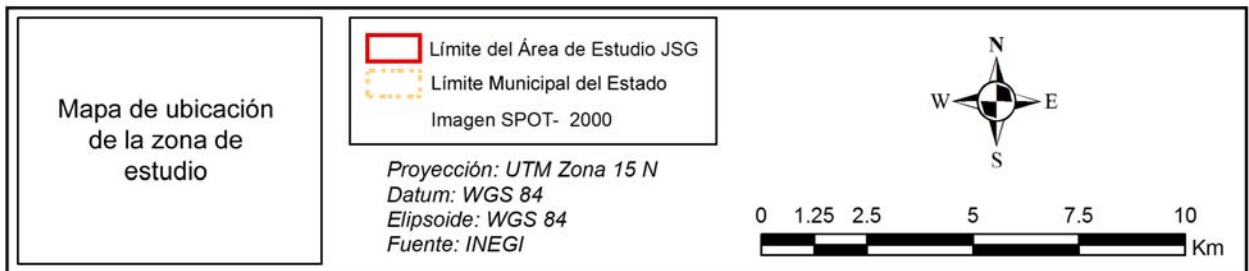 Mapa de ubicación
de la zona de
estudio
Límite del Área de Estudio JSG
Límite Municipal del Estado
Imagen SPOT- 2000
Proyección: UTM Zona 15 N
Datum: WGS 84
Elipsoide: WGS 84
Fuente: INEGI
N
W E
S
0 1.25 2.5 5 7.5 10
Km